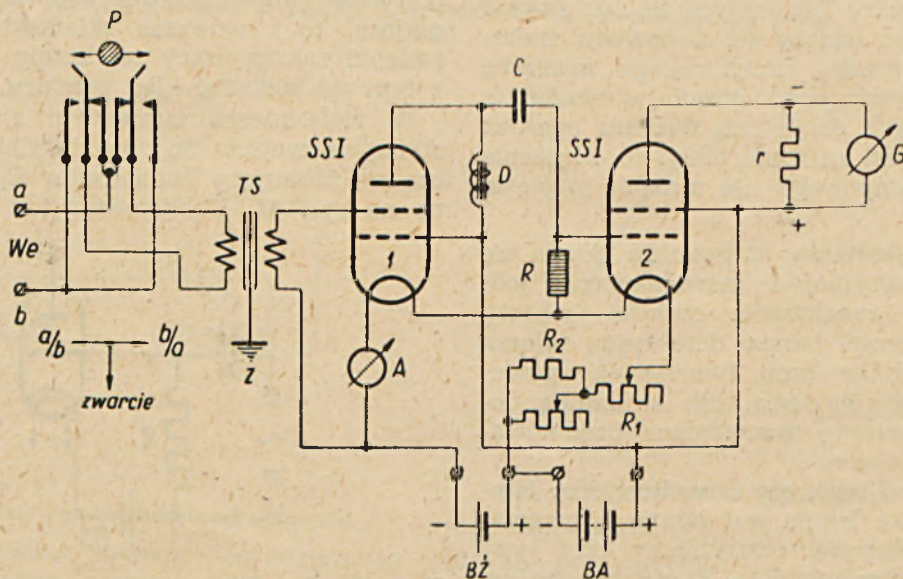 P
C
SSI
SSI
D
r
-
G
a
TS
We
1
R
2
+
b
R2
a/b
b/a
Z
A
R1
zwarcie
- +
- +
BŻ
BA